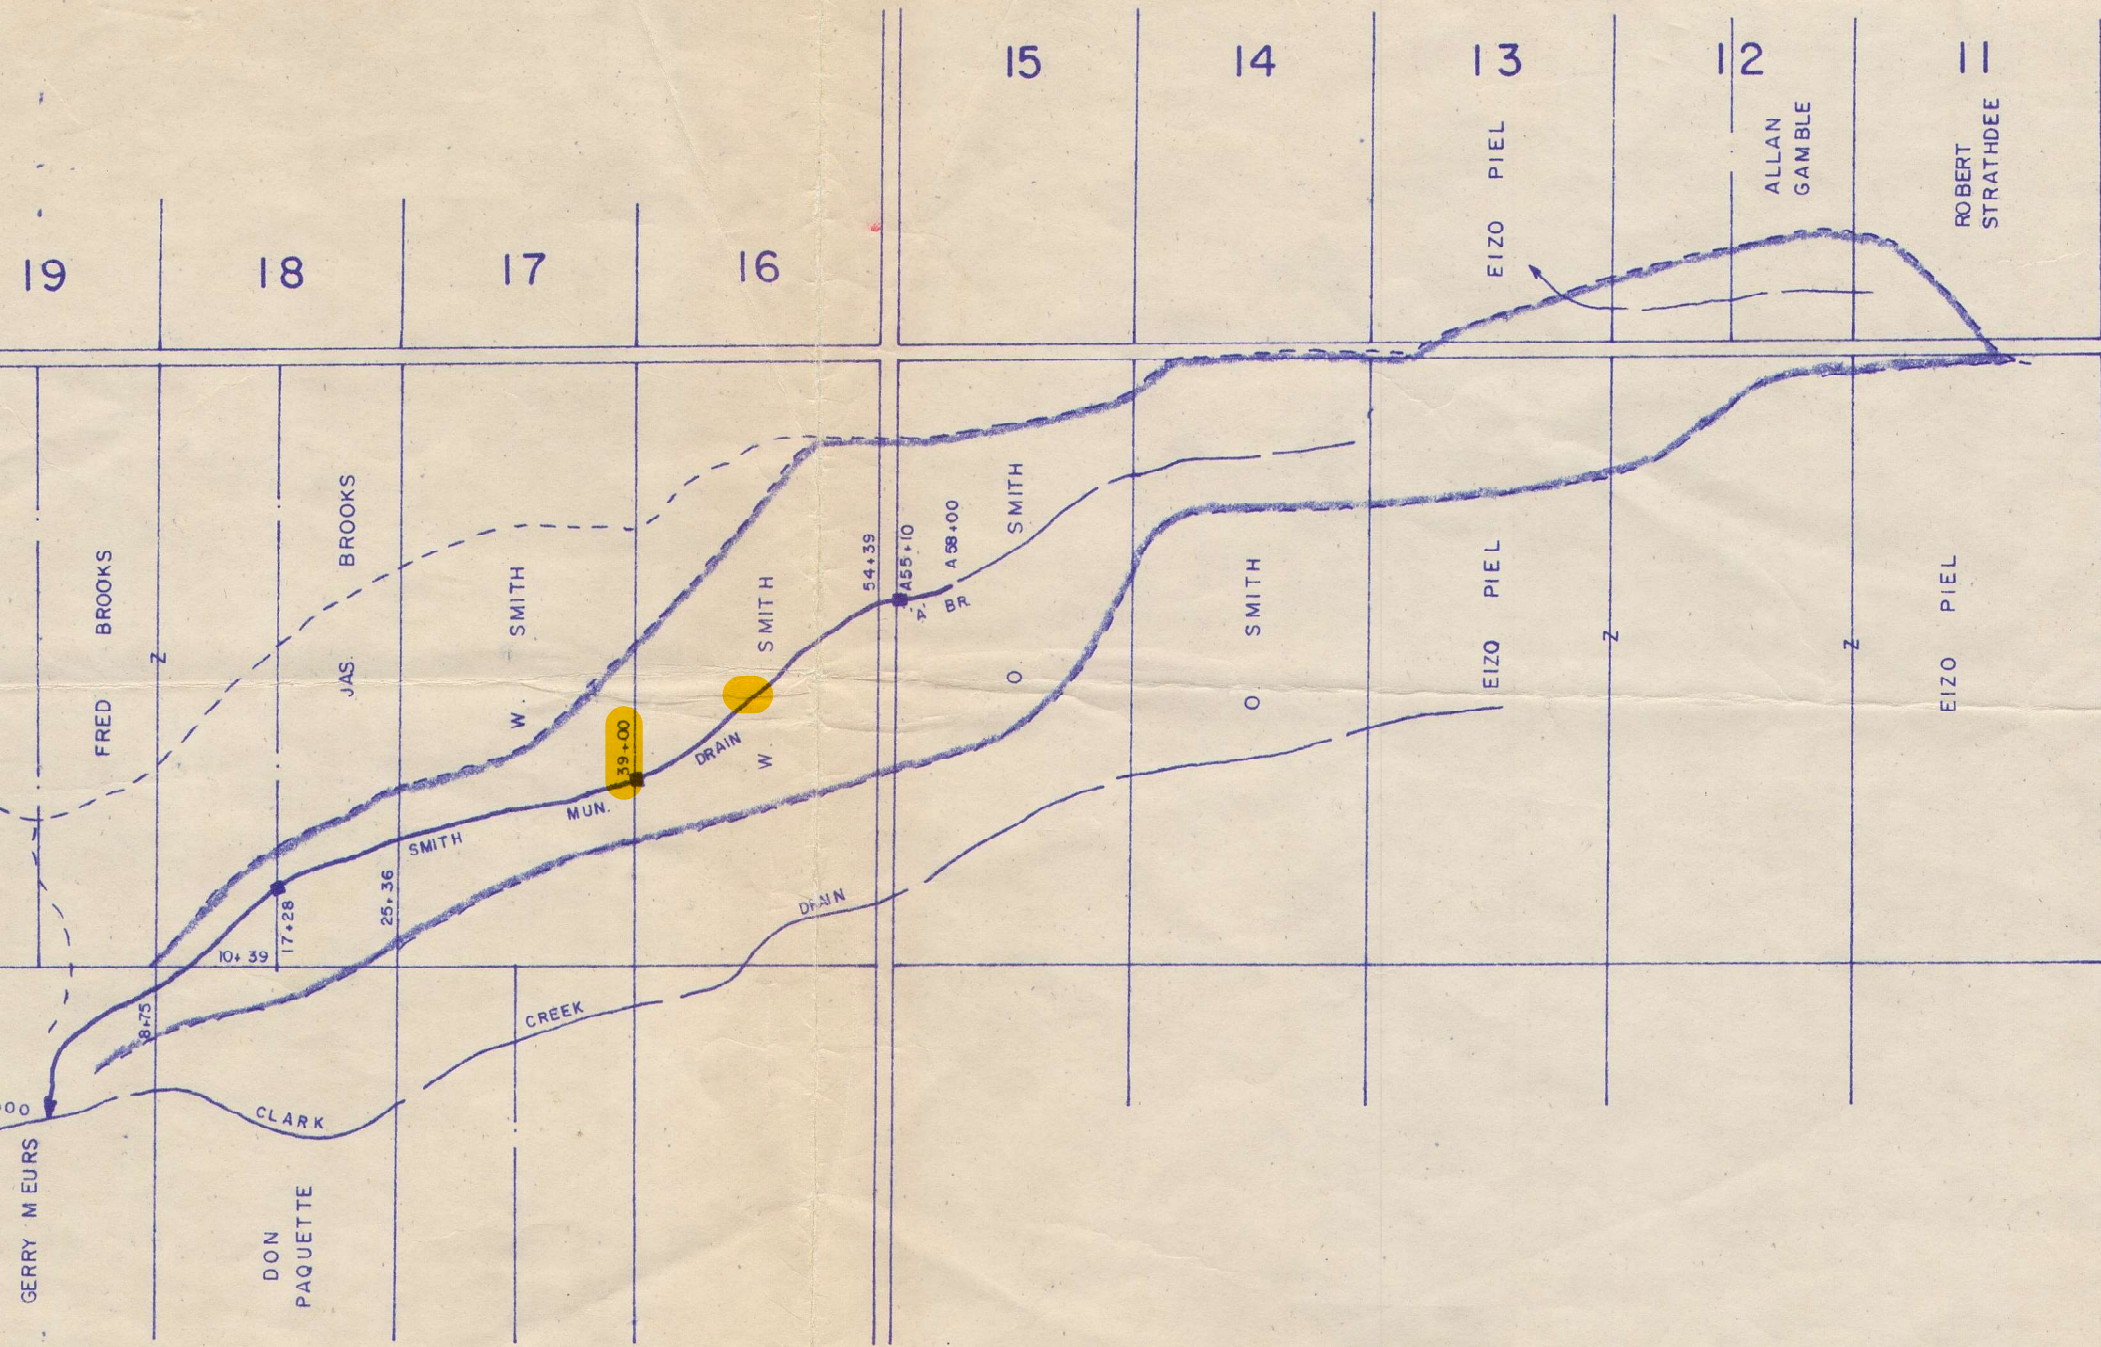 15
14
13
12
11
19
18
17
16
EIZO PIEL
ALLAN
GAMBLE
ROBERT
STRATHDEE
FRED BROOKS
JAS. BROOKS
W. SMITH
W. SMITH
O SMITH
O SMITH
EIZO PIEL
EIZO PIEL
Z
Z
Z
54+39
A55+10
A58+00
BR.
39+00
DRAIN
MUN.
SMITH
25+36
17+28
10+39
8+75
DRAIN
CREEK
CLARK
GERRY MEURS
DON
PAQUETTE